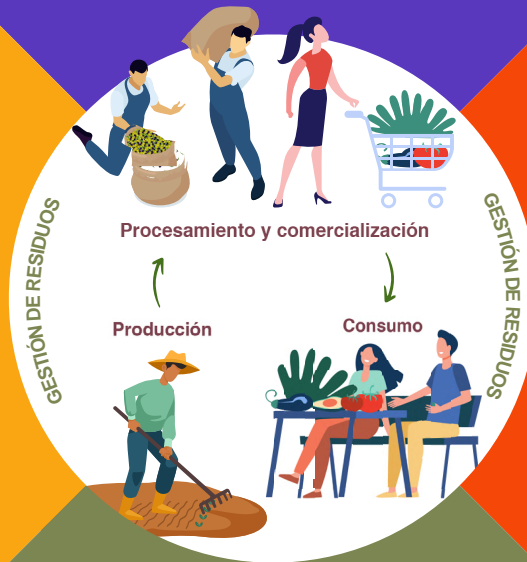 Procesamiento y comercialización
GESTIÓN DE RESIDUOS
GESTIÓN DE RESIDUOS
Producción
Consumo